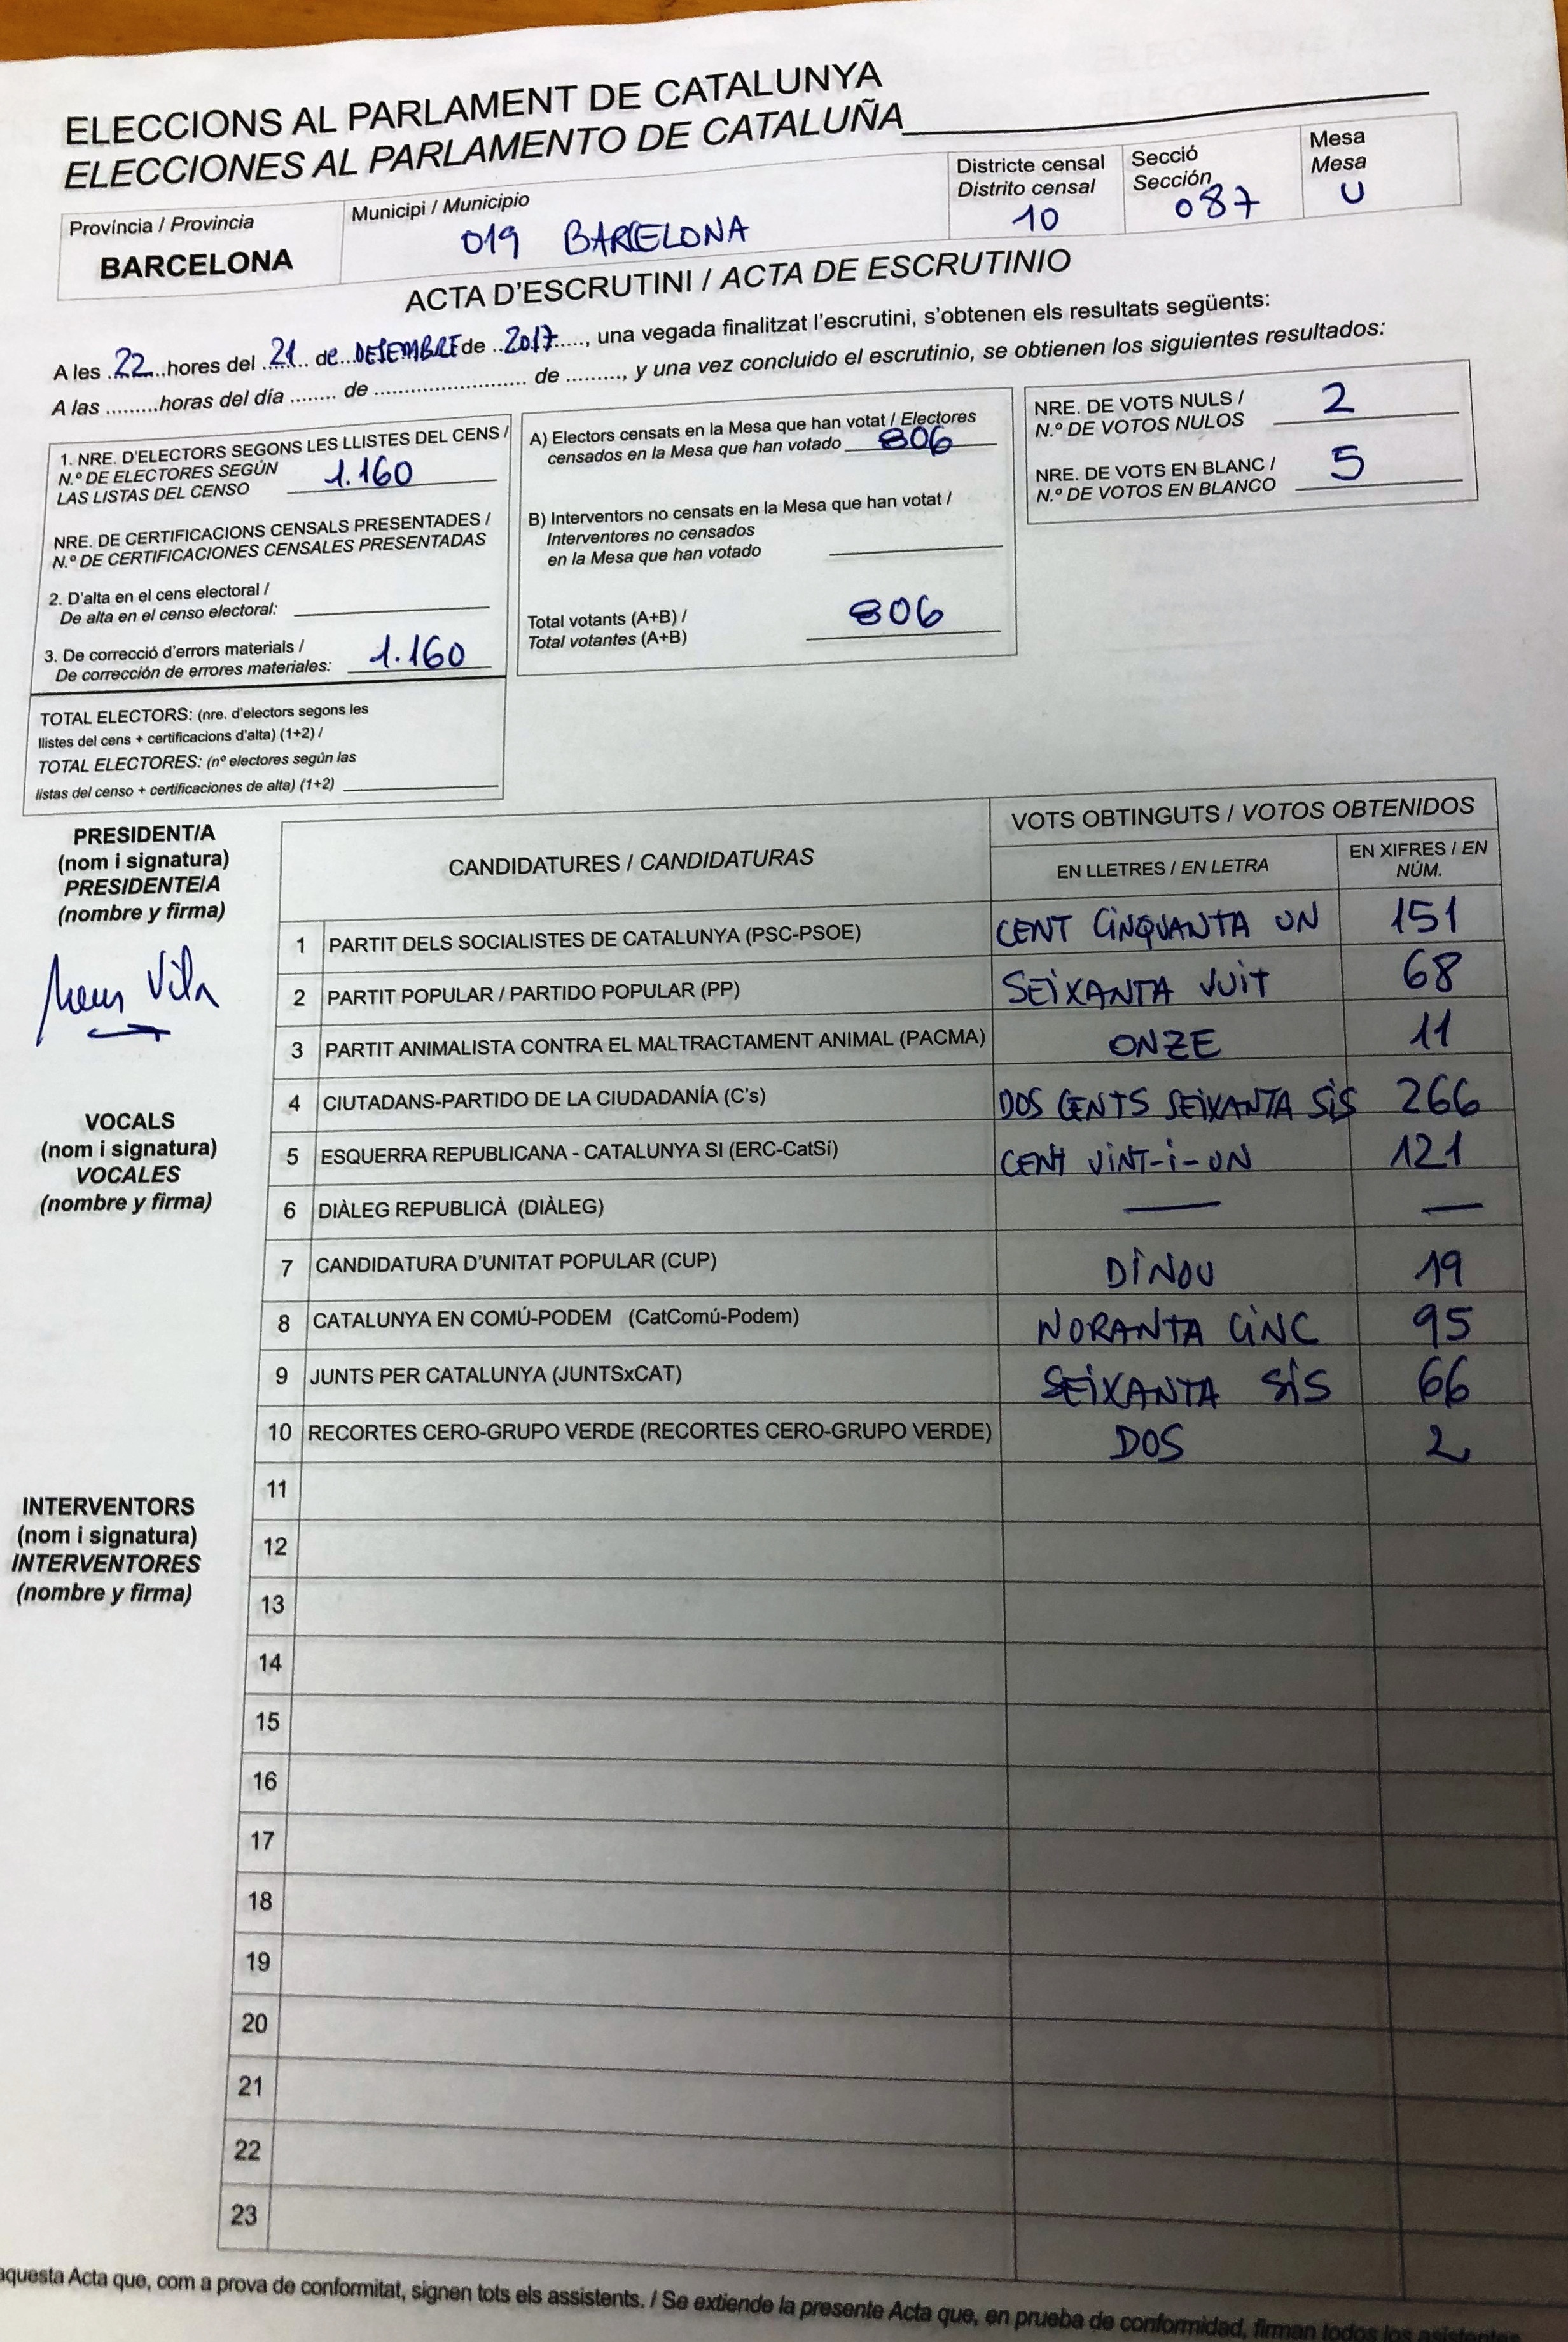 ELECCIONS AL PARLAMENT DE CATALUNYA
ELECCIONES AL PARLAMENTO DE CATALUÑA
Província / Provincia
BARCELONA
Municipi / Municipio
019 BARCELONA
Districte censal
Distrito censal
10
Secció
Sección
087
Mesa
Mesa
U
ACTA D'ESCRUTINI / ACTA DE ESCRUTINIO
A les .22...hores del ..21.. de..DESEMBRE de ..2017...., una vegada finalitzat l'escrutini, s'obtenen els resultats següents:
A las .........horas del día ........ de ...................... de ........, y una vez concluido el escrutinio, se obtienen los siguientes resultados:
1. NRE. D'ELECTORS SEGONS LES LLISTES DEL CENS /
N.º DE ELECTORES SEGÚN
LAS LISTAS DEL CENSO 1.160
NRE. DE CERTIFICACIONS CENSALS PRESENTADES /
N.º DE CERTIFICACIONES CENSALES PRESENTADAS
2. D'alta en el cens electoral /
De alta en el censo electoral:
3. De correcció d'errors materials /
De corrección de errores materiales: 1.160
TOTAL ELECTORS: (nre. d'electors segons les
llistes del cens + certificacions d'alta) (1+2) /
TOTAL ELECTORES: (nº electores según las
listas del censo + certificaciones de alta) (1+2)
A) Electors censats en la Mesa que han votat / Electores
censados en la Mesa que han votado 806
B) Interventors no censats en la Mesa que han votat /
Interventores no censados
en la Mesa que han votado
Total votants (A+B) /
Total votantes (A+B) 806
NRE. DE VOTS NULS /
N.º DE VOTOS NULOS 2
NRE. DE VOTS EN BLANC /
N.º DE VOTOS EN BLANCO 5
PRESIDENT/A
(nom i signatura)
PRESIDENTE/A
(nombre y firma)
Vila
VOCALS
(nom i signatura)
VOCALES
(nombre y firma)
INTERVENTORS
(nom i signatura)
INTERVENTORES
(nombre y firma)
CANDIDATURES / CANDIDATURAS
VOTS OBTINGUTS / VOTOS OBTENIDOS
EN LLETRES / EN LETRA
EN XIFRES / EN NÚM.
1 PARTIT DELS SOCIALISTES DE CATALUNYA (PSC-PSOE) CENT CINQUANTA UN 151
2 PARTIT POPULAR / PARTIDO POPULAR (PP) SEIXANTA VUIT 68
3 PARTIT ANIMALISTA CONTRA EL MALTRACTAMENT ANIMAL (PACMA) ONZE 11
4 CIUTADANS-PARTIDO DE LA CIUDADANÍA (C's) DOS CENTS SEIXANTA SIS 266
5 ESQUERRA REPUBLICANA - CATALUNYA SI (ERC-CatSí) CENT VINT-I-UN 121
6 DIÀLEG REPUBLICÀ (DIÀLEG) — —
7 CANDIDATURA D'UNITAT POPULAR (CUP) DINOU 19
8 CATALUNYA EN COMÚ-PODEM (CatComú-Podem) NORANTA CINC 95
9 JUNTS PER CATALUNYA (JUNTSxCAT) SEIXANTA SIS 66
10 RECORTES CERO-GRUPO VERDE (RECORTES CERO-GRUPO VERDE) DOS 2
11
12
13
14
15
16
17
18
19
20
21
22
23
aquesta Acta que, com a prova de conformitat, signen tots els assistents. / Se extiende la presente Acta que, en prueba de conformidad, firman todos los asistentes